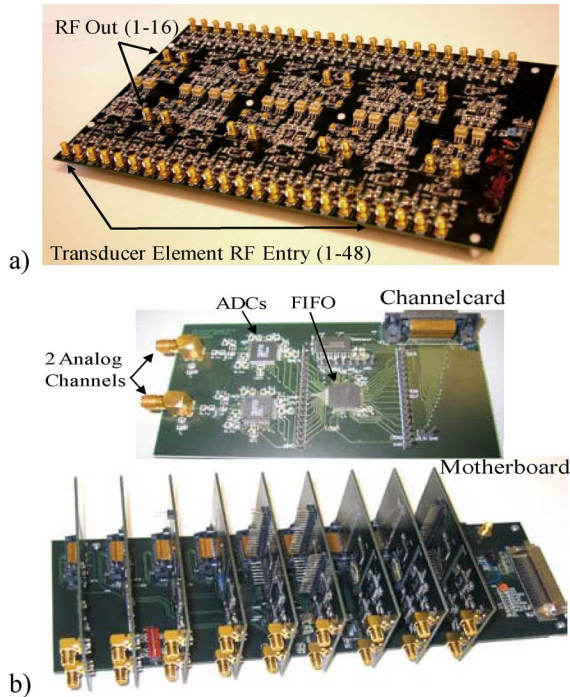 RF Out (1-16)
Transducer Element RF Entry (1-48)
a)
ADCs
FIFO
Channelcard
2 Analog
Channels
Motherboard
b)